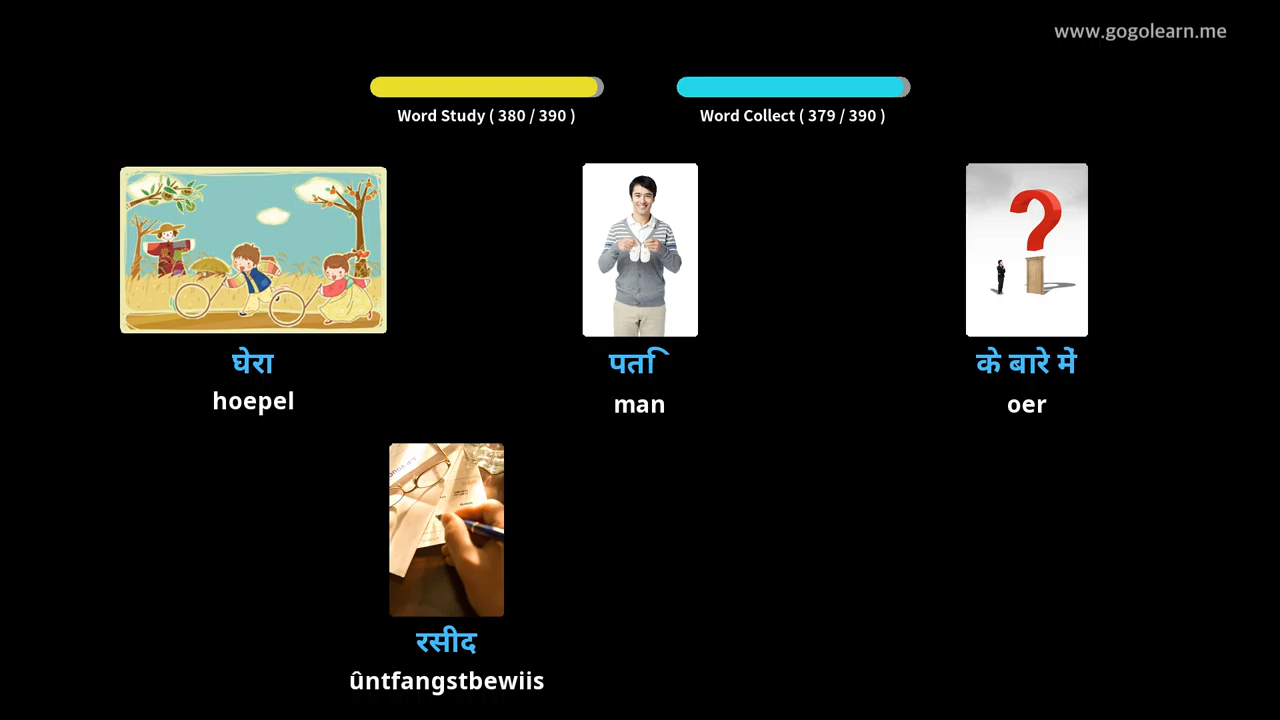 www.gogolearn.me
Word Study ( 380 / 390 )
Word Collect ( 379 / 390 )
घेरा
पति
के बारे में
hoepel
man
oer
रसीद
ûntfangstbewiis